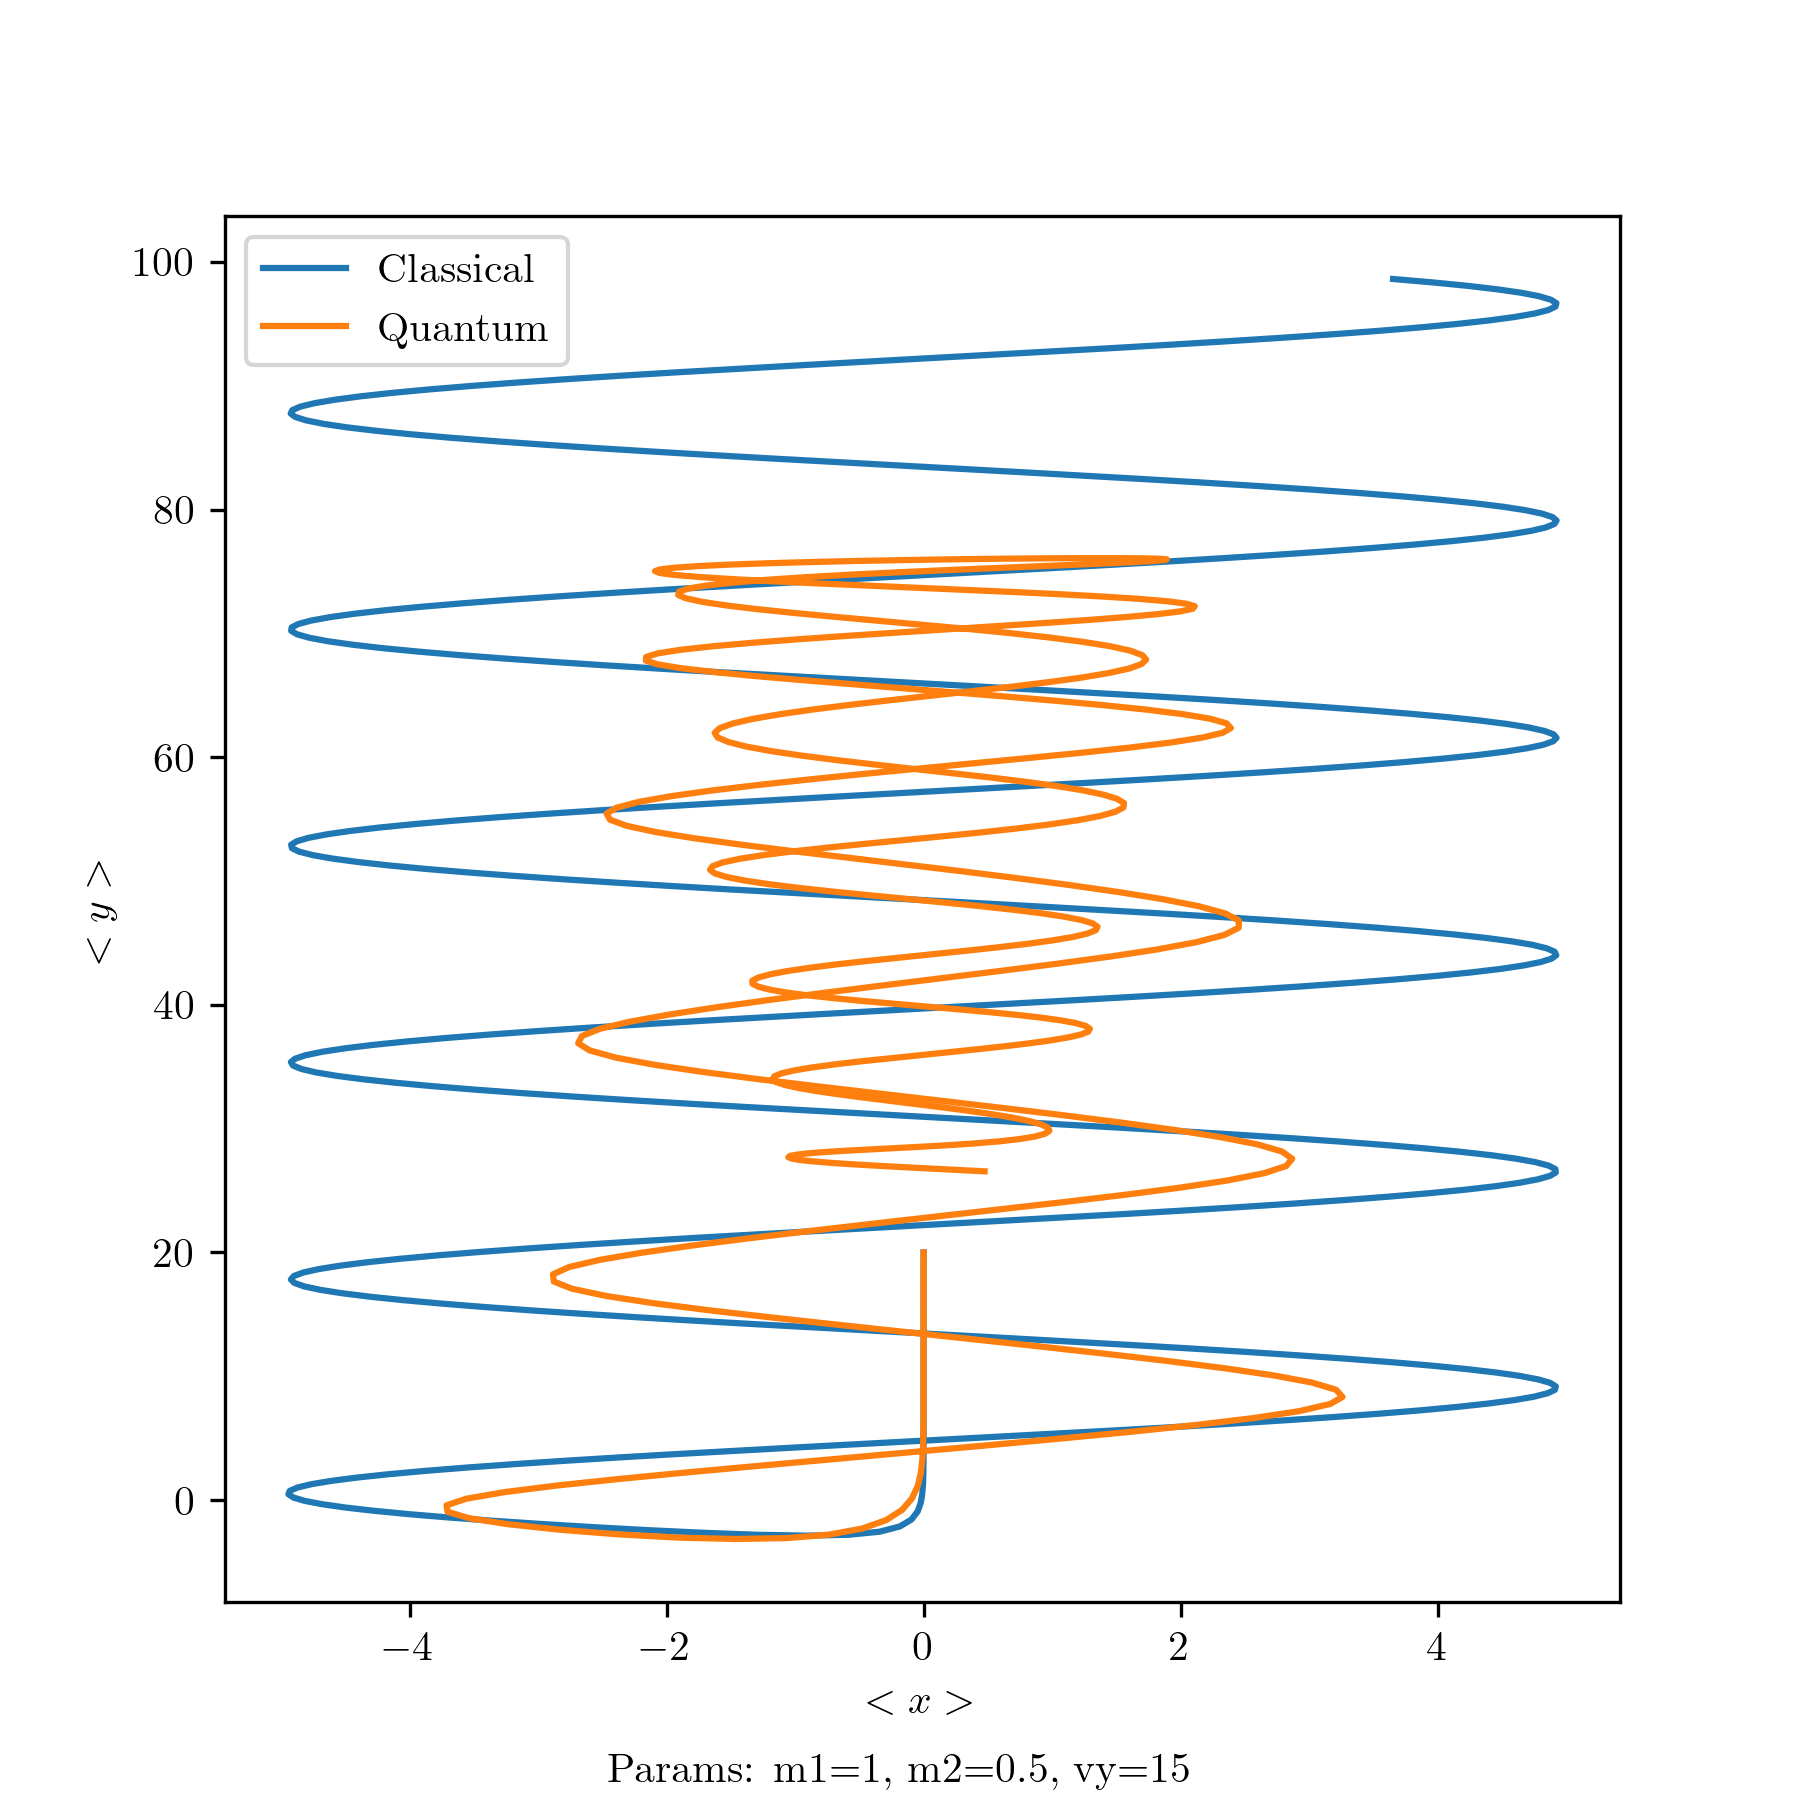 Classical
Quantum
100
80
60
40
20
0
< y >
−4 −2 0 2 4
< x >
Params: m1=1, m2=0.5, vy=15